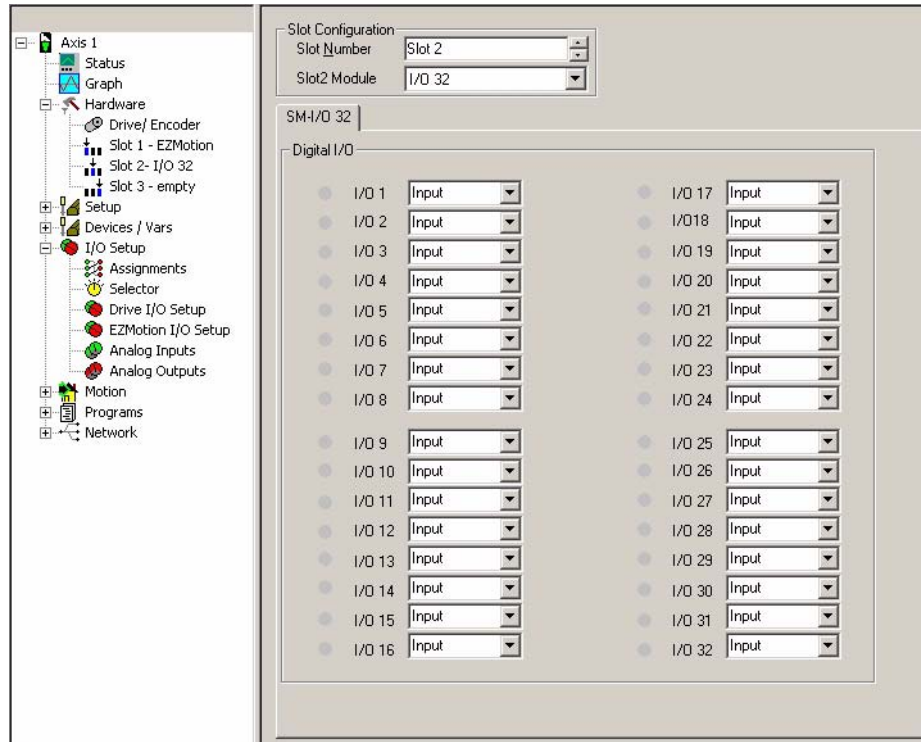 Axis 1
Status
Graph
Hardware
Drive/ Encoder
Slot 1 - EZMotion
Slot 2- I/O 32
Slot 3 - empty
Setup
Devices / Vars
I/O Setup
Assignments
Selector
Drive I/O Setup
EZMotion I/O Setup
Analog Inputs
Analog Outputs
Motion
Programs
Network
Slot Configuration
Slot Number Slot 2
Slot2 Module I/O 32
SM-I/O 32
Digital I/O
I/O 1 Input
I/O 2 Input
I/O 3 Input
I/O 4 Input
I/O 5 Input
I/O 6 Input
I/O 7 Input
I/O 8 Input
I/O 9 Input
I/O 10 Input
I/O 11 Input
I/O 12 Input
I/O 13 Input
I/O 14 Input
I/O 15 Input
I/O 16 Input
I/O 17 Input
I/O18 Input
I/O 19 Input
I/O 20 Input
I/O 21 Input
I/O 22 Input
I/O 23 Input
I/O 24 Input
I/O 25 Input
I/O 26 Input
I/O 27 Input
I/O 28 Input
I/O 29 Input
I/O 30 Input
I/O 31 Input
I/O 32 Input